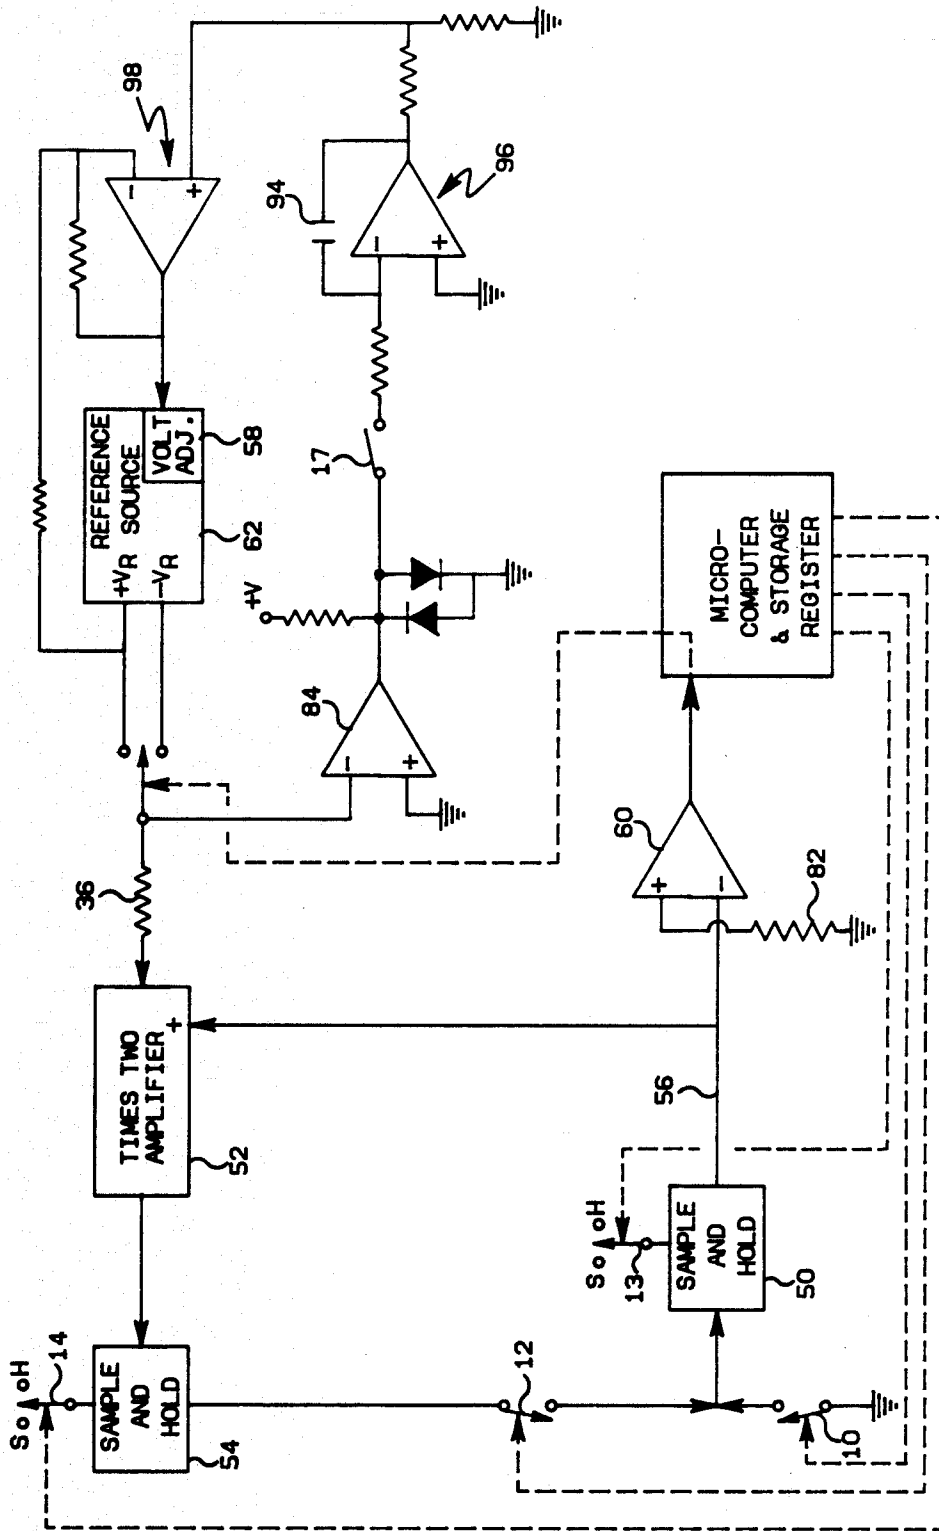 S H
14
SAMPLE
AND
HOLD
54
TIMES TWO
AMPLIFIER
+
52
36
REFERENCE
SOURCE
+VR
-VR
VOLT
ADJ.
62
58
98
-
+
+V
84
-
+
17
94
-
+
96
12
S H
13
SAMPLE
AND
HOLD
50
56
60
+
-
82
MICRO-
COMPUTER
& STORAGE
REGISTER
10